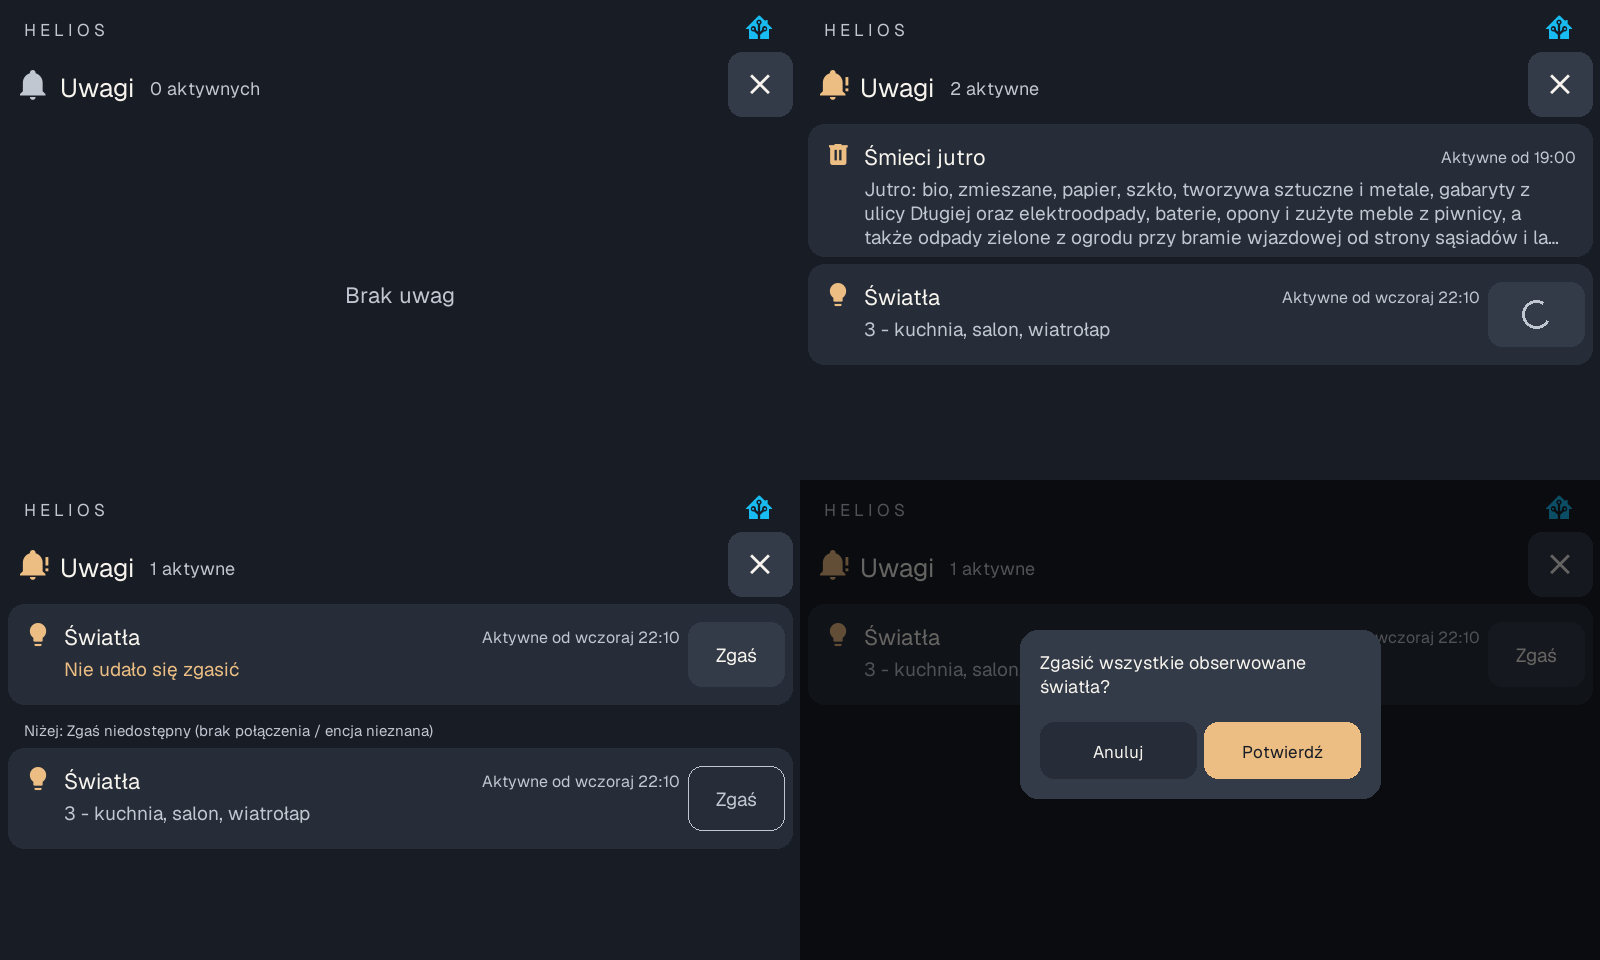 HELIOS
Uwagi 0 aktywnych
Brak uwag
HELIOS
Uwagi 2 aktywne
Śmieci jutro Aktywne od 19:00
Jutro: bio, zmieszane, papier, szkło, tworzywa sztuczne i metale, gabaryty z
ulicy Długiej oraz elektroodpady, baterie, opony i zużyte meble z piwnicy, a
także odpady zielone z ogrodu przy bramie wjazdowej od strony sąsiadów i la...
Światła Aktywne od wczoraj 22:10
3 - kuchnia, salon, wiatrołap
HELIOS
Uwagi 1 aktywne
Światła Aktywne od wczoraj 22:10
Nie udało się zgasić
Zgaś
Niżej: Zgaś niedostępny (brak połączenia / encja nieznana)
Światła Aktywne od wczoraj 22:10
3 - kuchnia, salon, wiatrołap
Zgaś
HELIOS
Uwagi 1 aktywne
Światła wczoraj 22:10
3 - kuchnia, salon
Zgaś
Zgasić wszystkie obserwowane
światła?
Anuluj Potwierdź